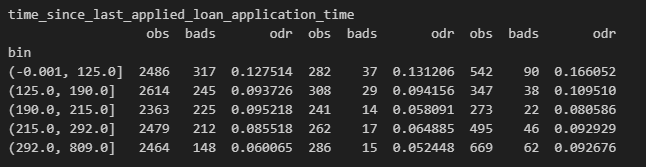 time_since_last_applied_loan_application_time
obs bads odr obs bads odr obs bads odr
bin
(-0.001, 125.0] 2486 317 0.127514 282 37 0.131206 542 90 0.166052
(125.0, 190.0] 2614 245 0.093726 308 29 0.094156 347 38 0.109510
(190.0, 215.0] 2363 225 0.095218 241 14 0.058091 273 22 0.080586
(215.0, 292.0] 2479 212 0.085518 262 17 0.064885 495 46 0.092929
(292.0, 809.0] 2464 148 0.060065 286 15 0.052448 669 62 0.092676